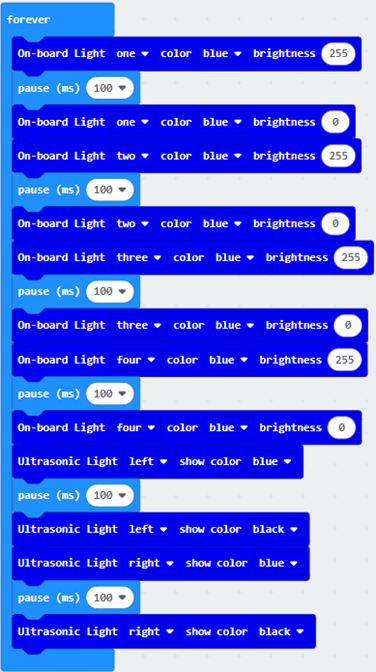 forever
On-board Light one color blue brightness 255
pause (ms) 100
On-board Light one color blue brightness 0
On-board Light two color blue brightness 255
pause (ms) 100
On-board Light two color blue brightness 0
On-board Light three color blue brightness 255
pause (ms) 100
On-board Light three color blue brightness 0
On-board Light four color blue brightness 255
pause (ms) 100
On-board Light four color blue brightness 0
Ultrasonic Light left show color blue
pause (ms) 100
Ultrasonic Light left show color black
Ultrasonic Light right show color blue
pause (ms) 100
Ultrasonic Light right show color black